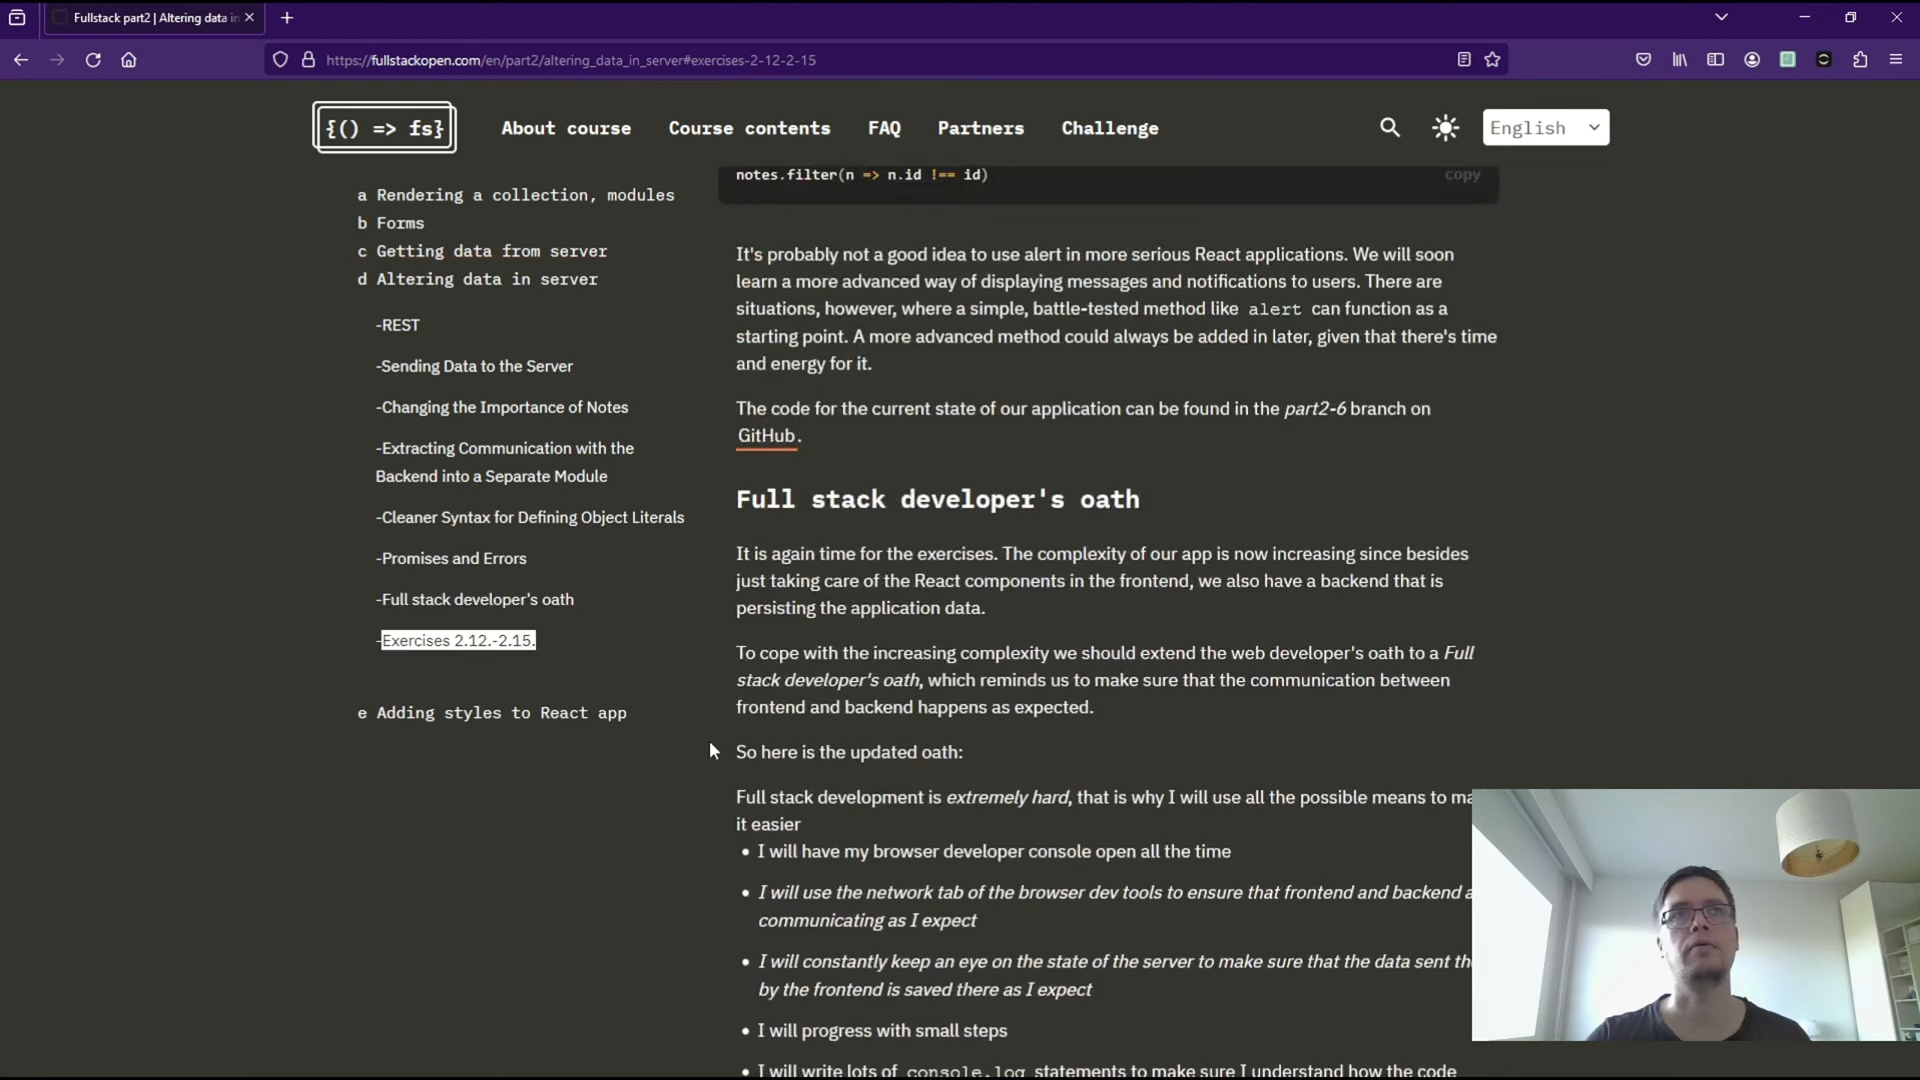 Fullstack part2 | Altering data in
https://fullstackopen.com/en/part2/altering_data_in_server#exercises-2-12-2-15
{() => fs}
About course
Course contents
FAQ
Partners
Challenge
English
a Rendering a collection, modules
b Forms
c Getting data from server
d Altering data in server
-REST
-Sending Data to the Server
-Changing the Importance of Notes
-Extracting Communication with the
Backend into a Separate Module
-Cleaner Syntax for Defining Object Literals
-Promises and Errors
-Full stack developer's oath
-Exercises 2.12.-2.15.
e Adding styles to React app
notes.filter(n => n.id !== id)
copy
It's probably not a good idea to use alert in more serious React applications. We will soon
learn a more advanced way of displaying messages and notifications to users. There are
situations, however, where a simple, battle-tested method like alert can function as a
starting point. A more advanced method could always be added in later, given that there's time
and energy for it.
The code for the current state of our application can be found in the part2-6 branch on
GitHub.
Full stack developer's oath
It is again time for the exercises. The complexity of our app is now increasing since besides
just taking care of the React components in the frontend, we also have a backend that is
persisting the application data.
To cope with the increasing complexity we should extend the web developer's oath to a Full
stack developer's oath, which reminds us to make sure that the communication between
frontend and backend happens as expected.
So here is the updated oath:
Full stack development is extremely hard, that is why I will use all the possible means to ma
it easier
• I will have my browser developer console open all the time
• I will use the network tab of the browser dev tools to ensure that frontend and backend a
communicating as I expect
• I will constantly keep an eye on the state of the server to make sure that the data sent th
by the frontend is saved there as I expect
• I will progress with small steps
• I will write lots of console.log statements to make sure I understand how the code